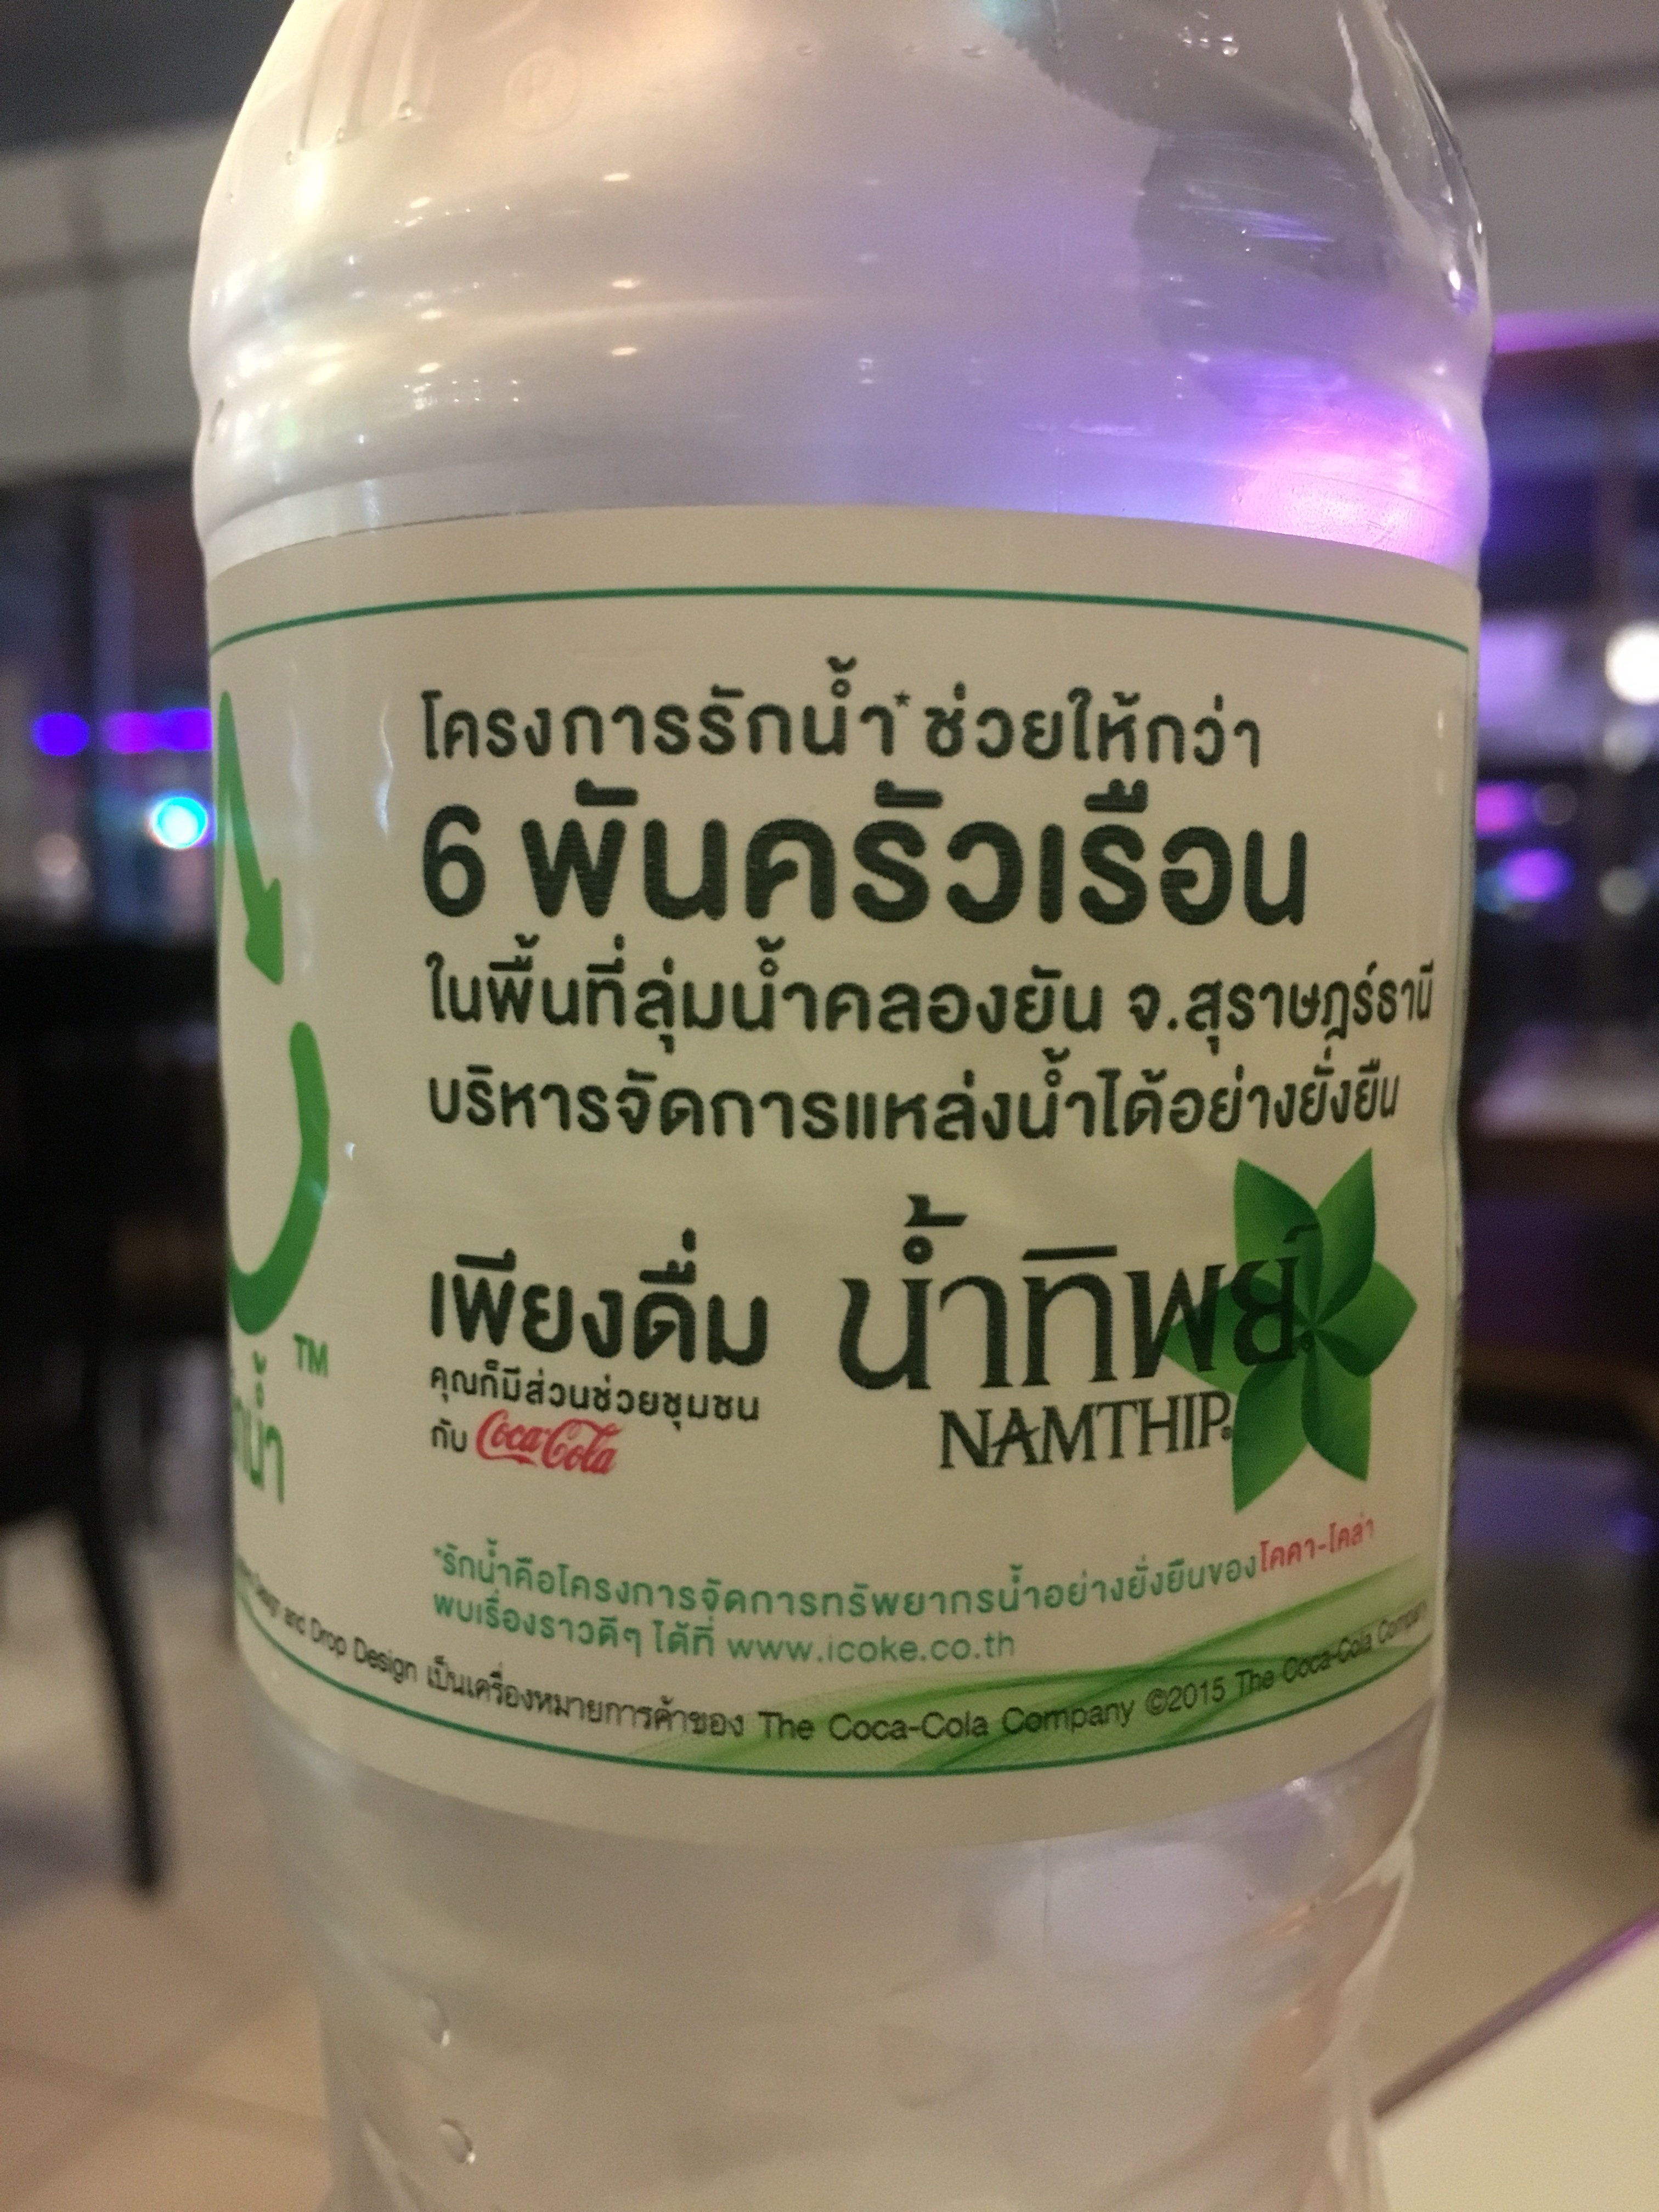 โครงการรักน้ำ* ช่วยให้กว่า
6 พันครัวเรือน
ในพื้นที่ลุ่มน้ำคลองยัน จ.สุราษฎร์ธานี
บริหารจัดการแหล่งน้ำได้อย่างยั่งยืน
เพียงดื่ม น้ำทิพย์
คุณก็มีส่วนช่วยชุมชน
กับ Coca-Cola
NAMTHIP®
TM
น้ำ
*รักน้ำคือโครงการจัดการทรัพยากรน้ำอย่างยั่งยืนของโคคา-โคล่า
พบเรื่องราวดีๆ ได้ที่ www.icoke.co.th
Design and Drop Design เป็นเครื่องหมายการค้าของ The Coca-Cola Company ©2015 The Coca-Cola Company
®